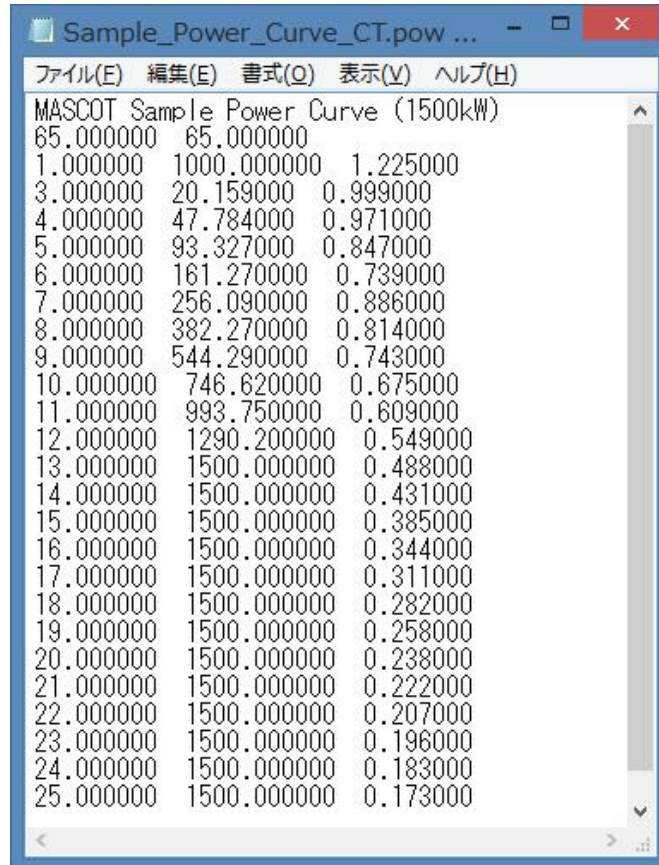 Sample_Power_Curve_CT.pow ...
ファイル(F) 編集(E) 書式(O) 表示(V) ヘルプ(H)
MASCOT Sample Power Curve (1500kW)
65.000000 65.000000
1.000000 1000.000000 1.225000
3.000000 20.159000 0.999000
4.000000 47.784000 0.971000
5.000000 93.327000 0.847000
6.000000 161.270000 0.739000
7.000000 256.090000 0.886000
8.000000 382.270000 0.814000
9.000000 544.290000 0.743000
10.000000 746.620000 0.675000
11.000000 993.750000 0.609000
12.000000 1290.200000 0.549000
13.000000 1500.000000 0.488000
14.000000 1500.000000 0.431000
15.000000 1500.000000 0.385000
16.000000 1500.000000 0.344000
17.000000 1500.000000 0.311000
18.000000 1500.000000 0.282000
19.000000 1500.000000 0.258000
20.000000 1500.000000 0.238000
21.000000 1500.000000 0.222000
22.000000 1500.000000 0.207000
23.000000 1500.000000 0.196000
24.000000 1500.000000 0.183000
25.000000 1500.000000 0.173000